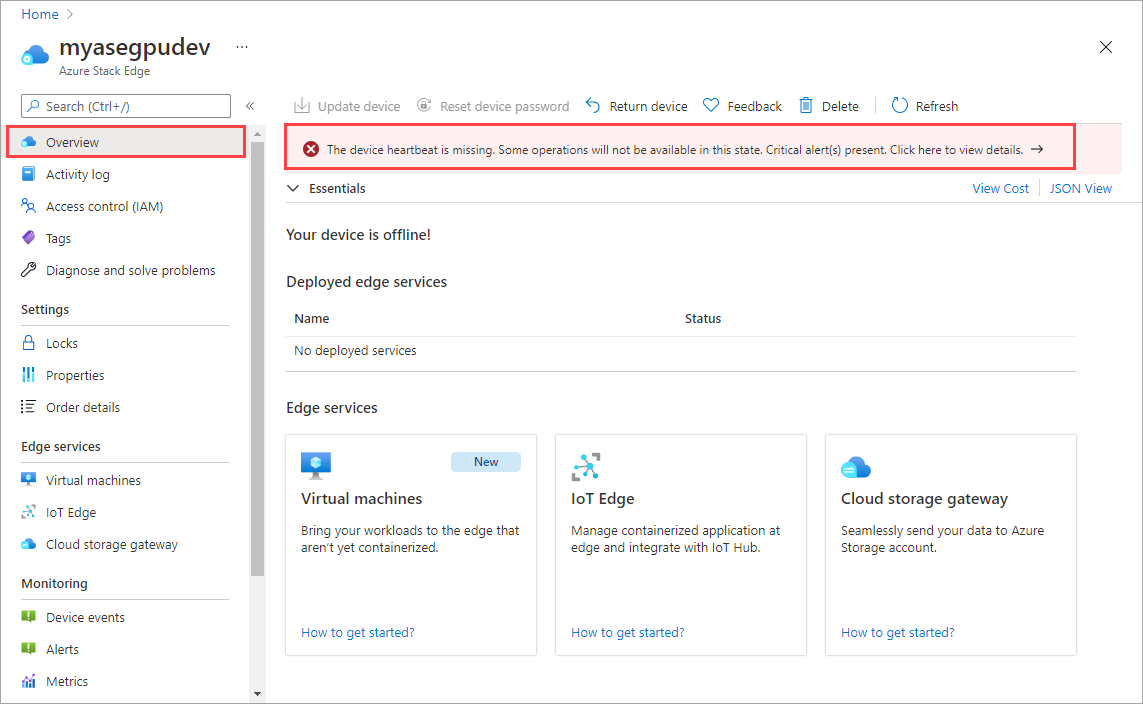 Home
myasegpudev ...
Azure Stack Edge
Search (Ctrl+/)
Overview
Activity log
Access control (IAM)
Tags
Diagnose and solve problems
Settings
Locks
Properties
Order details
Edge services
Virtual machines
IoT Edge
Cloud storage gateway
Monitoring
Device events
Alerts
Metrics
Update device Reset device password Return device Feedback Delete Refresh
The device heartbeat is missing. Some operations will not be available in this state. Critical alert(s) present. Click here to view details. →
Essentials View Cost JSON View
Your device is offline!
Deployed edge services
Name Status
No deployed services
Edge services
New
Virtual machines
Bring your workloads to the edge that
aren't yet containerized.
How to get started?
IoT Edge
Manage containerized application at
edge and integrate with IoT Hub.
How to get started?
Cloud storage gateway
Seamlessly send your data to Azure
Storage account.
How to get started?